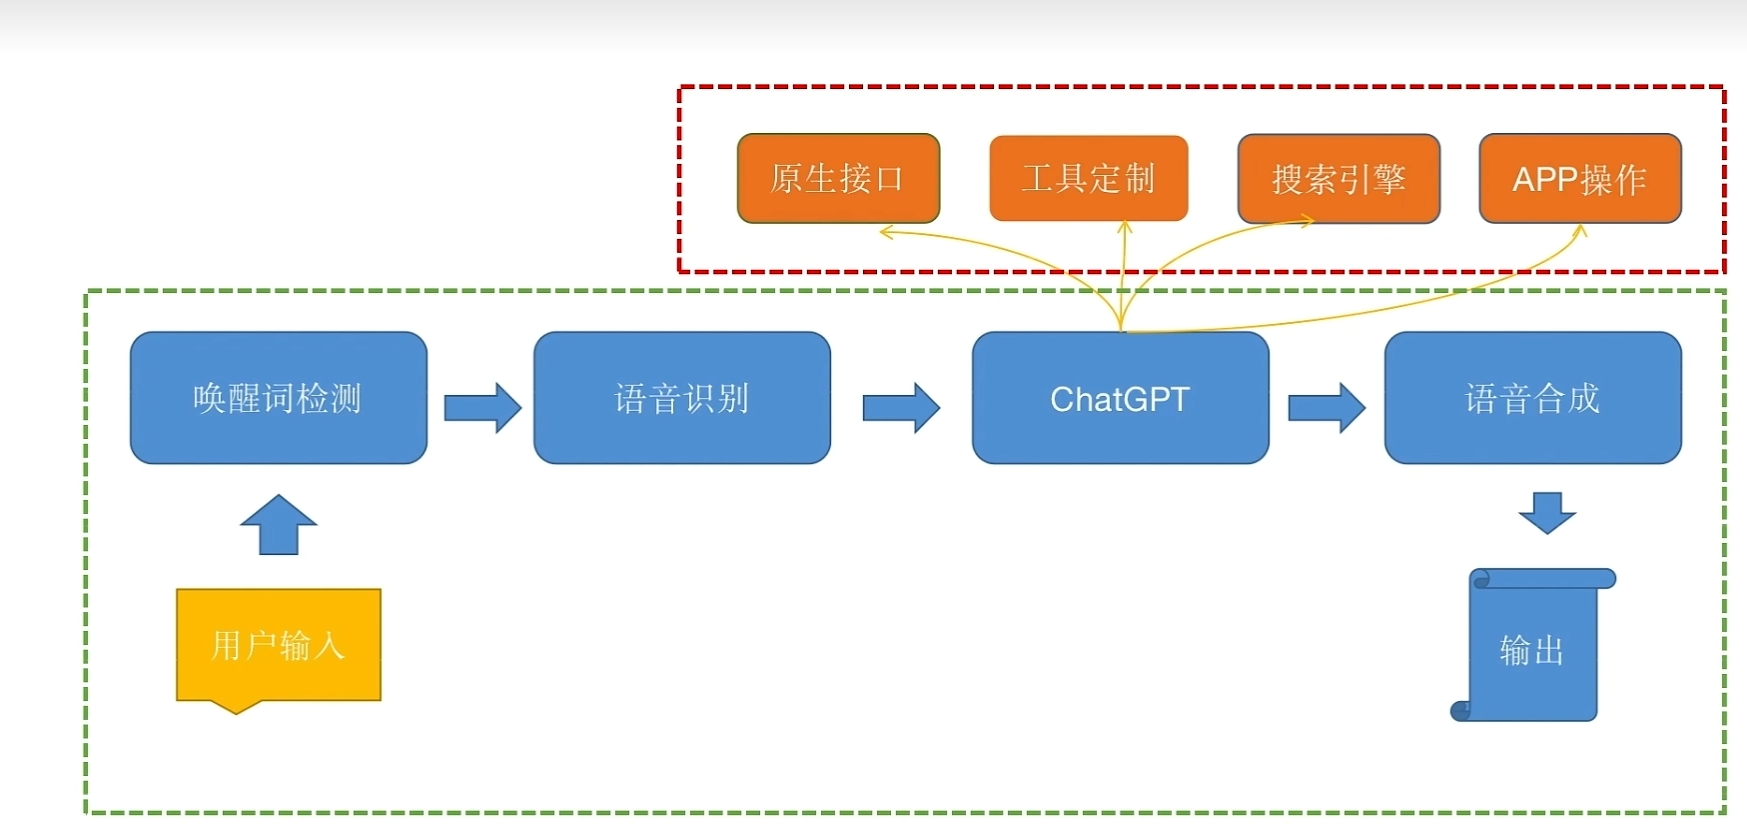 原生接口
工具定制
搜索引擎
APP操作
唤醒词检测
语音识别
ChatGPT
语音合成
用户输入
输出